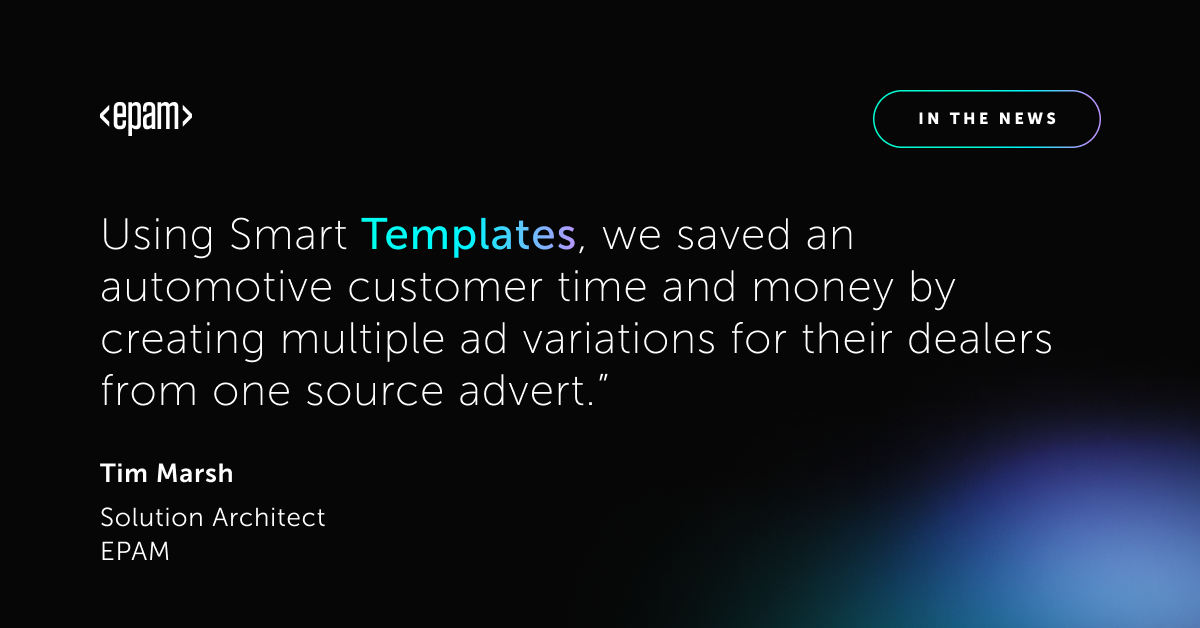 <epam>
IN THE NEWS
Using Smart Templates, we saved an
automotive customer time and money by
creating multiple ad variations for their dealers
from one source advert.”
Tim Marsh
Solution Architect
EPAM